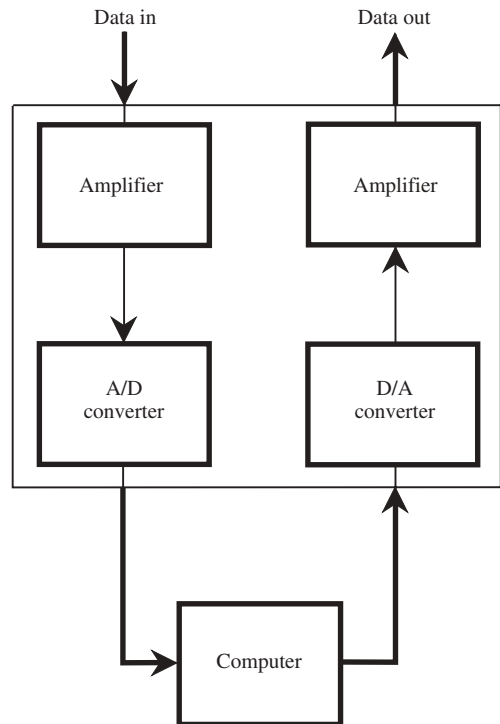 Data in
Data out
Amplifier
Amplifier
A/D
converter
D/A
converter
Computer